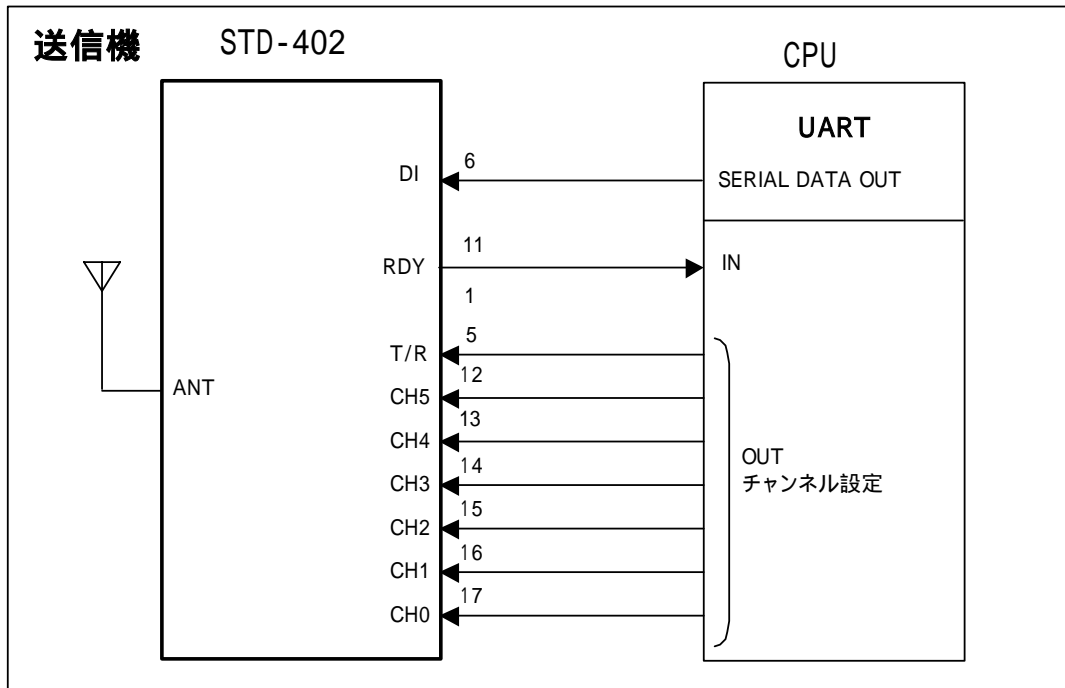 送信機
STD-402
CPU
UART
DI
6
SERIAL DATA OUT
RDY
11
IN
1
T/R
5
CH5
12
ANT
CH4
13
CH3
14
OUT
チャンネル設定
CH2
15
CH1
16
CH0
17